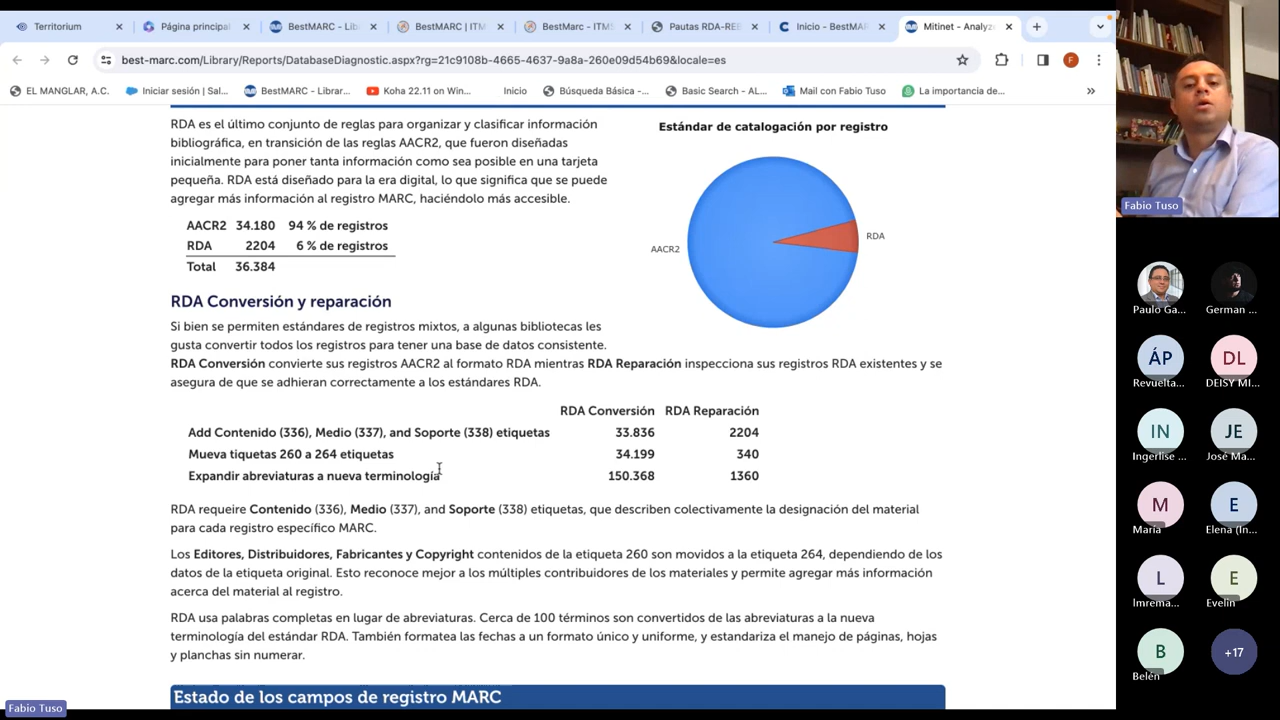 Territorium
Página principal
BestMARC - Lib
BestMARC | ITM
BestMarc - ITMS
Pautas RDA-REB
Inicio - BestMAR
Mitinet - Analyz
best-marc.com/Library/Reports/DatabaseDiagnostic.aspx?rg=21c9108b-4665-4637-9a8a-260e09d54b69&locale=es
F
EL MANGLAR, A.C.
Iniciar sesión | Sal...
BestMARC - Librar...
Koha 22.11 on Win...
Inicio
Búsqueda Básica -...
Basic Search - AL...
Mail con Fabio Tuso
La importancia de...
RDA es el último conjunto de reglas para organizar y clasificar información
bibliográfica, en transición de las reglas AACR2, que fueron diseñadas
inicialmente para poner tanta información como sea posible en una tarjeta
pequeña. RDA está diseñado para la era digital, lo que significa que se puede
agregar más información al registro MARC, haciéndolo más accesible.
AACR2 34.180 94 % de registros
RDA 2204 6 % de registros
Total 36.384
Estándar de catalogación por registro
AACR2
RDA
RDA Conversión y reparación
Si bien se permiten estándares de registros mixtos, a algunas bibliotecas les
gusta convertir todos los registros para tener una base de datos consistente.
RDA Conversión convierte sus registros AACR2 al formato RDA mientras RDA Reparación inspecciona sus registros RDA existentes y se
asegura de que se adhieran correctamente a los estándares RDA.
RDA Conversión RDA Reparación
Add Contenido (336), Medio (337), and Soporte (338) etiquetas 33.836 2204
Mueva tiquetas 260 a 264 etiquetas 34.199 340
Expandir abreviaturas a nueva terminología 150.368 1360
RDA requeire Contenido (336), Medio (337), and Soporte (338) etiquetas, que describen colectivamente la designación del material
para cada registro específico MARC.
Los Editores, Distribuidores, Fabricantes y Copyright contenidos de la etiqueta 260 son movidos a la etiqueta 264, dependiendo de los
datos de la etiqueta original. Esto reconoce mejor a los múltiples contribuidores de los materiales y permite agregar más información
acerca del material al registro.
RDA usa palabras completas en lugar de abreviaturas. Cerca de 100 términos son convertidos de las abreviaturas a la nueva
terminología del estándar RDA. También formatea las fechas a un formato único y uniforme, y estandariza el manejo de páginas, hojas
y planchas sin numerar.
Estado de los campos de registro MARC
Fabio Tuso
Fabio Tuso
Paulo Ga...
German ...
ÁP
DL
Revuelta...
DEISY MI...
IN
JE
Ingerlise ...
José Ma...
M
E
Maria
Elena (In...
L
E
Imrema...
Evelin
B
+17
Belén